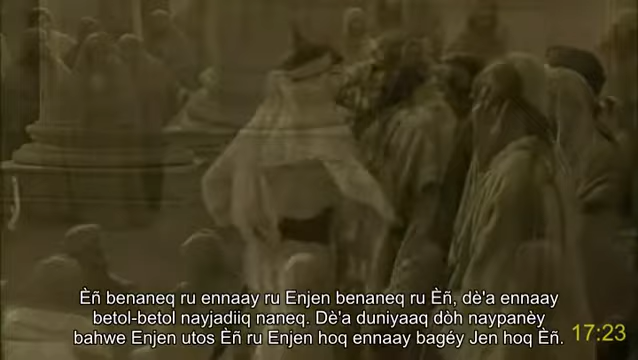 Èñ benaneq ru ennaay ru Enjen benaneq ru Èñ, dè'a ennaay
betol-betol nayjadiiq naneq. Dè'a duniyaaq dòh naypanèy
bahwe Enjen utos Èñ ru Enjen hoq ennaay bagéy Jen hoq Èñ.
17:23